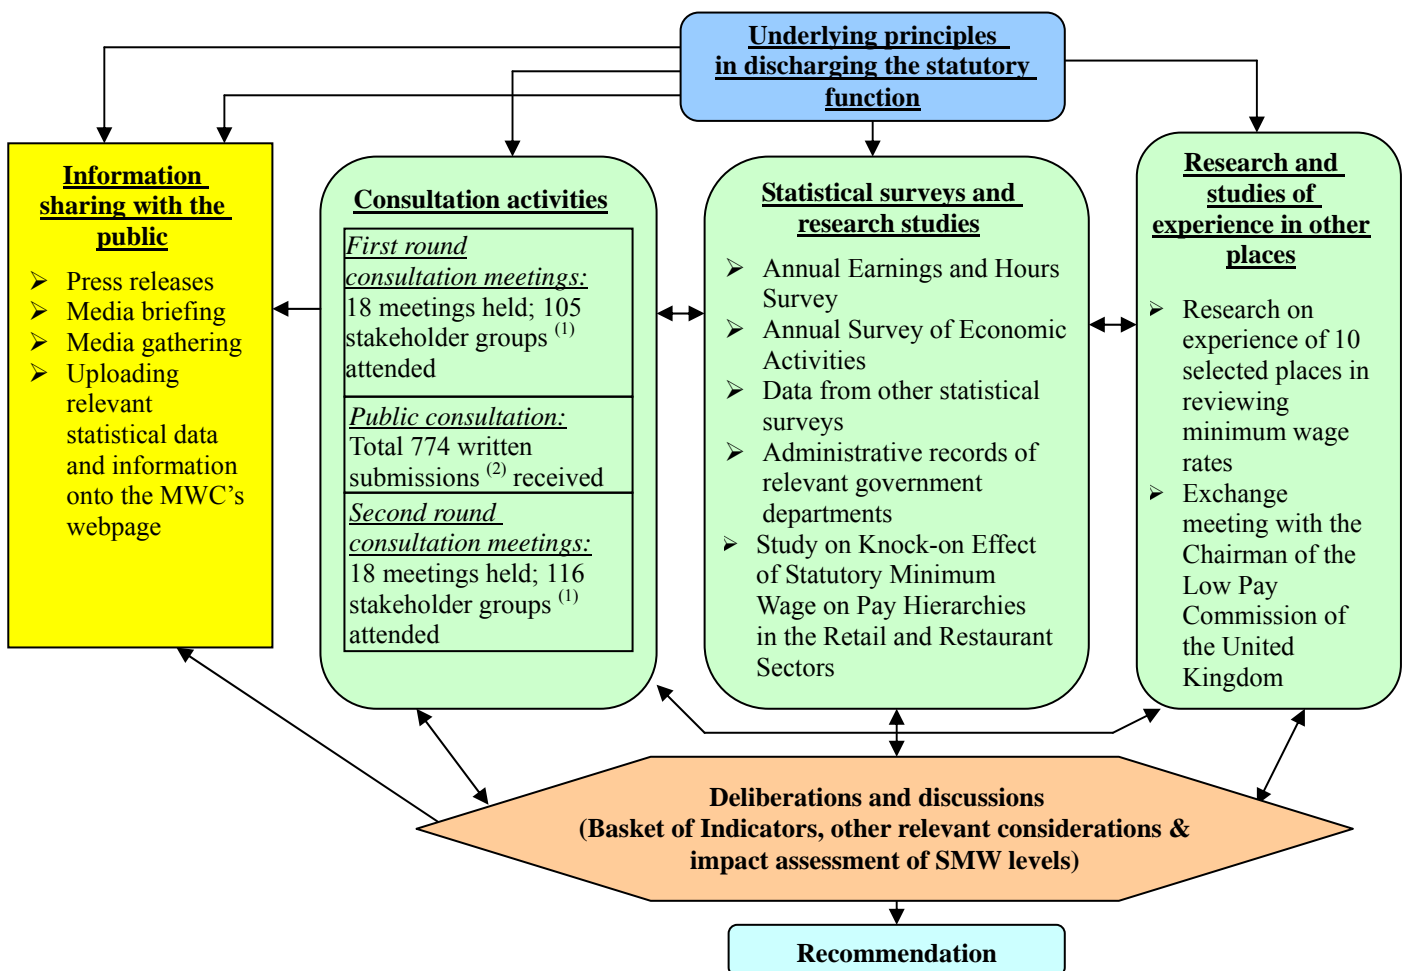 Underlying principles
in discharging the statutory
function
Information
sharing with the
public
➢ Press releases
➢ Media briefing
➢ Media gathering
➢ Uploading
relevant
statistical data
and information
onto the MWC's
webpage
Consultation activities
First round
consultation meetings:
18 meetings held; 105
stakeholder groups (1)
attended
Public consultation:
Total 774 written
submissions (2) received
Second round
consultation meetings:
18 meetings held; 116
stakeholder groups (1)
attended
Statistical surveys and
research studies
➢ Annual Earnings and Hours
Survey
➢ Annual Survey of Economic
Activities
➢ Data from other statistical
surveys
➢ Administrative records of
relevant government
departments
➢ Study on Knock-on Effect
of Statutory Minimum
Wage on Pay Hierarchies
in the Retail and Restaurant
Sectors
Research and
studies of
experience in other
places
➢ Research on
experience of 10
selected places in
reviewing
minimum wage
rates
➢ Exchange
meeting with the
Chairman of the
Low Pay
Commission of
the United
Kingdom
Deliberations and discussions
(Basket of Indicators, other relevant considerations &
impact assessment of SMW levels)
Recommendation